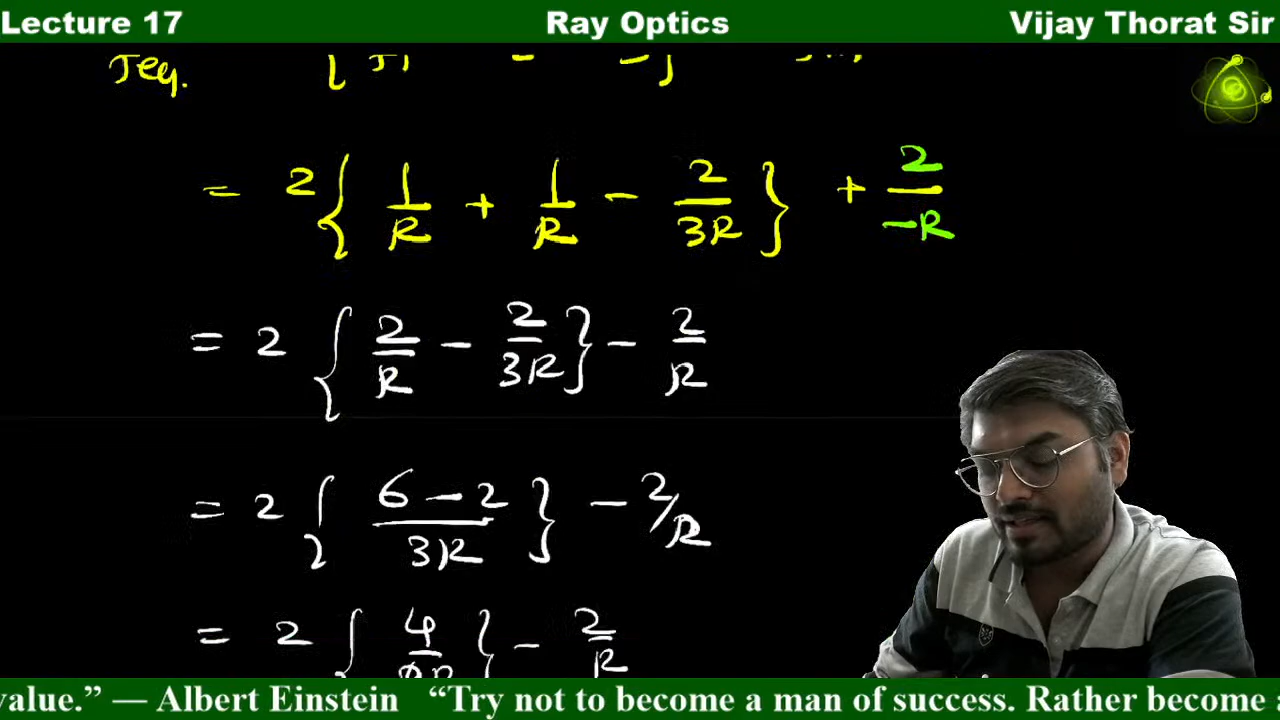 Lecture 17 Ray Optics Vijay Thorat Sir
= 2{ 1/R + 1/R - 2/3R } + 2/-R
= 2 { 2/R - 2/3R } - 2/R
= 2 { 6-2/3R } - 2/R
= 2 { 4/3R } - 2/R
value.” — Albert Einstein “Try not to become a man of success. Rather become